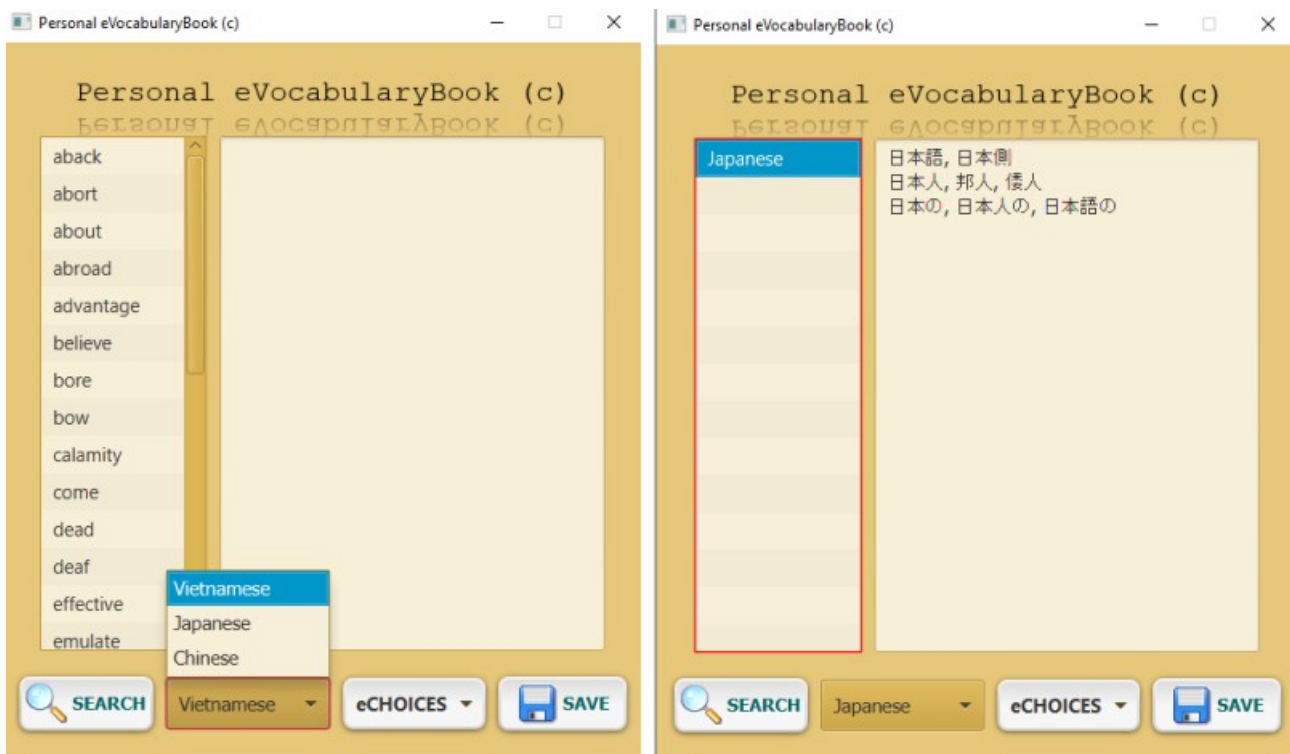 Personal eVocabularyBook (c)
Personal eVocabularyBook (c)
aback
abort
about
abroad
advantage
believe
bore
bow
calamity
come
dead
deaf
effective
emulate
Vietnamese
Japanese
Chinese
SEARCH
Vietnamese
eCHOICES
SAVE
Personal eVocabularyBook (c)
Personal eVocabularyBook (c)
Japanese
日本語, 日本側
日本人, 邦人, 倭人
日本の, 日本人の, 日本語の
SEARCH
Japanese
eCHOICES
SAVE